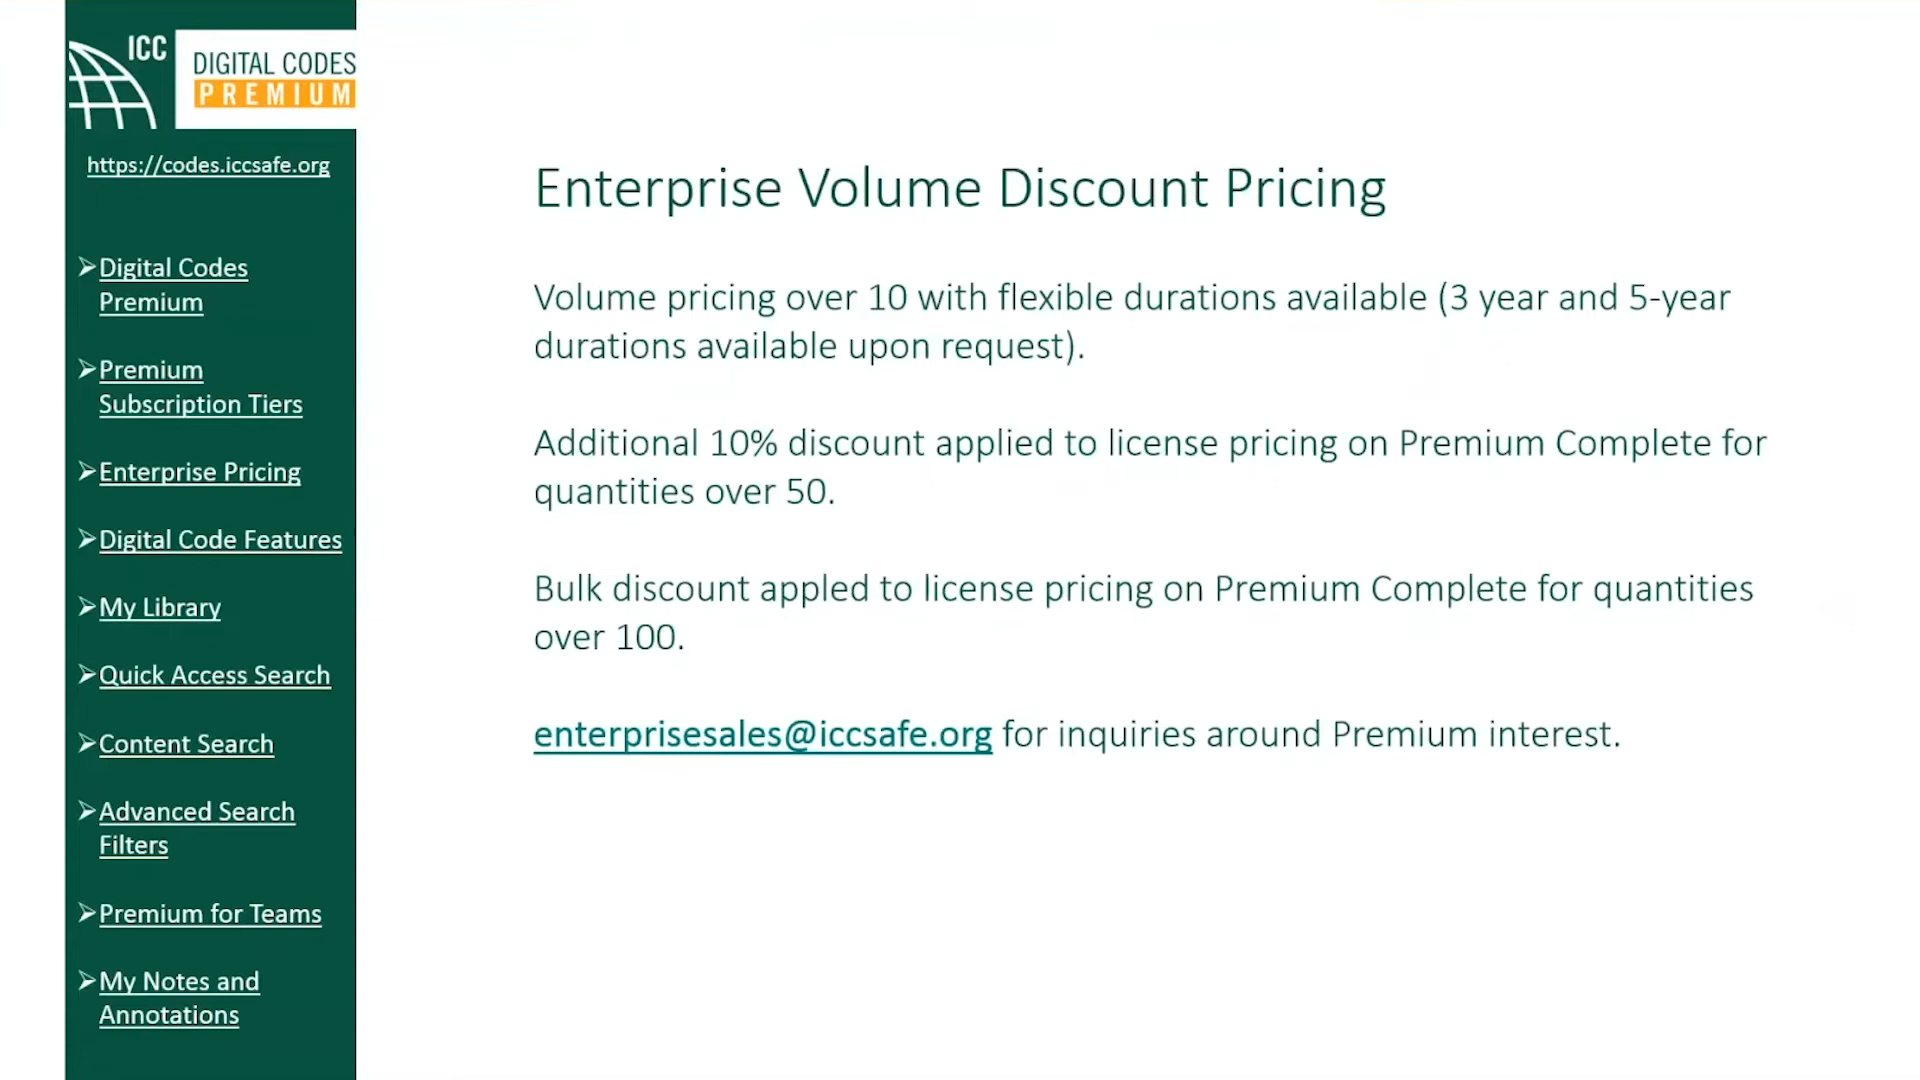 ICC
DIGITAL CODES
PREMIUM
https://codes.iccsafe.org
➢Digital Codes
Premium
➢Premium
Subscription Tiers
➢Enterprise Pricing
➢Digital Code Features
➢My Library
➢Quick Access Search
➢Content Search
➢Advanced Search
Filters
➢Premium for Teams
➢My Notes and
Annotations
Enterprise Volume Discount Pricing
Volume pricing over 10 with flexible durations available (3 year and 5-year
durations available upon request).
Additional 10% discount applied to license pricing on Premium Complete for
quantities over 50.
Bulk discount appled to license pricing on Premium Complete for quantities
over 100.
enterprisesales@iccsafe.org for inquiries around Premium interest.